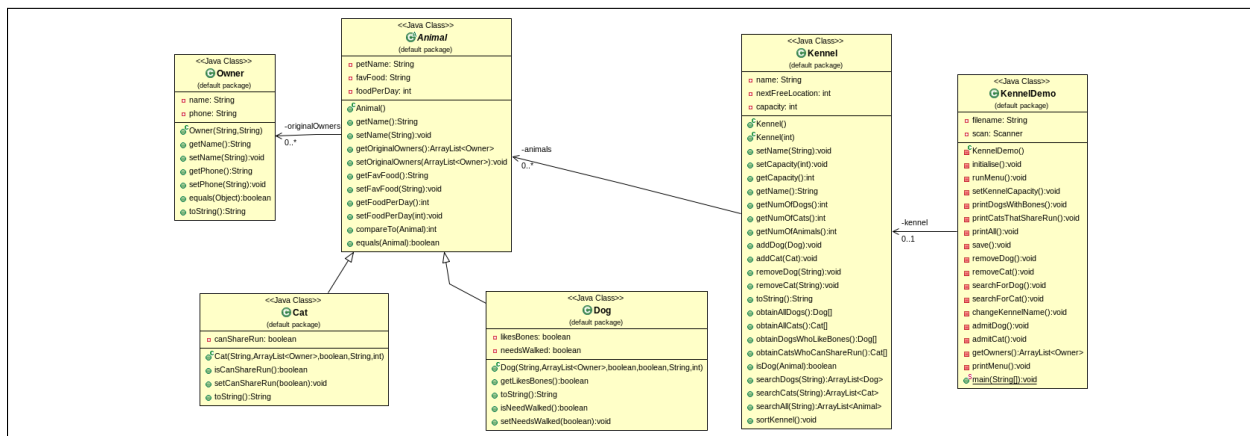 <<Java Class>>
Owner
(default package)
name: String
phone: String
Owner(String,String)
getName():String
setName(String):void
getPhone():String
setPhone(String):void
equals(Object):boolean
toString():String
-originalOwners
0..*
<<Java Class>>
Animal
(default package)
petName: String
favFood: String
foodPerDay: int
Animal()
getName():String
setName(String):void
getOriginalOwners():ArrayList<Owner>
setOriginalOwners(ArrayList<Owner>):void
getFavFood():String
setFavFood(String):void
getFoodPerDay():int
setFoodPerDay(int):void
compareTo(Animal):int
equals(Animal):boolean
<<Java Class>>
Cat
(default package)
canShareRun: boolean
Cat(String,ArrayList<Owner>,boolean,String,int)
isCanShareRun():boolean
setCanShareRun(boolean):void
toString():String
<<Java Class>>
Dog
(default package)
likesBones: boolean
needsWalked: boolean
Dog(String,ArrayList<Owner>,boolean,boolean,String,int)
getLikesBones():boolean
toString():String
isNeedWalked():boolean
setNeedsWalked(boolean):void
-animals
0..*
<<Java Class>>
Kennel
(default package)
name: String
nextFreeLocation: int
capacity: int
Kennel()
Kennel(int)
setName(String):void
setCapacity(int):void
getCapacity():int
getName():String
getNumOfDogs():int
getNumOfCats():int
getNumOfAnimals():int
addDog(Dog):void
addCat(Cat):void
removeDog(String):void
removeCat(String):void
toString():String
obtainAllDogs():Dog[]
obtainAllCats():Cat[]
obtainDogsWhoLikeBones():Dog[]
obtainCatsWhoCanShareRun():Cat[]
isDog(Animal):boolean
searchDogs(String):ArrayList<Dog>
searchCats(String):ArrayList<Cat>
searchAll(String):ArrayList<Animal>
sortKennel():void
-kennel
0..1
<<Java Class>>
KennelDemo
(default package)
filename: String
scan: Scanner
KennelDemo()
initialise():void
runMenu():void
setKennelCapacity():void
printDogsWithBones():void
printCatsThatShareRun():void
printAll():void
save():void
removeDog():void
removeCat():void
searchForDog():void
searchForCat():void
changeKennelName():void
admitDog():void
admitCat():void
getOwners():ArrayList<Owner>
printMenu():void
main(String[]):void